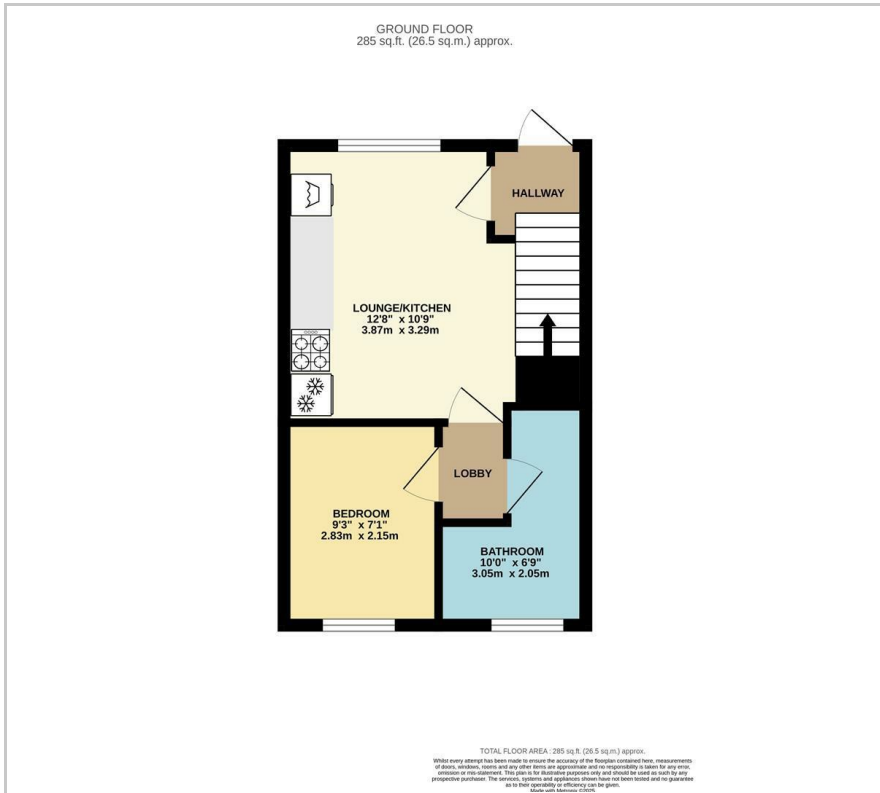 GROUND FLOOR
285 sq.ft. (26.5 sq.m.) approx.
HALLWAY
LOUNGE/KITCHEN
12'8" x 10'9"
3.87m x 3.29m
LOBBY
BEDROOM
9'3" x 7'1"
2.83m x 2.15m
BATHROOM
10'0" x 6'9"
3.05m x 2.05m
TOTAL FLOOR AREA : 285 sq.ft. (26.5 sq.m.) approx.
Whilst every attempt has been made to ensure the accuracy of the floorplan contained here, measurements
of doors, windows, rooms and any other items are approximate and no responsibility is taken for any error,
omission or mis-statement. This plan is for illustrative purposes only and should be used as such by any
prospective purchaser. The services, systems and appliances shown have not been tested and no guarantee
as to their operability or efficiency can be given.
Made with Metropix ©2025